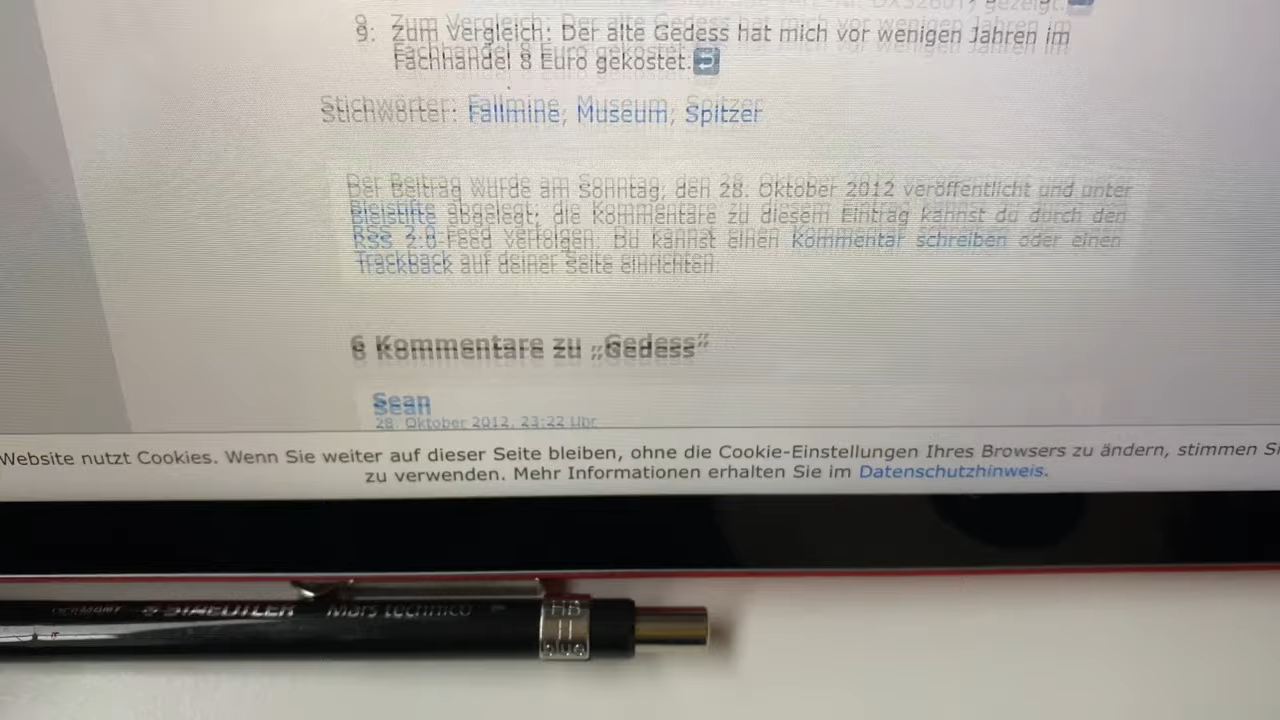 gezeigt.
9. Zum Vergleich: Der alte Gedess hat mich vor wenigen Jahren im
Fachhandel 8 Euro gekostet.
Stichwörter: Fallmine, Museum, Spitzer
Der Beitrag wurde am Sonntag, den 28. Oktober 2012 veröffentlicht und unter
Bleistifte abgelegt. die Kommentare zu diesem Eintrag kannst du durch den
RSS 2.0-Feed verfolgen. Du kannst einen Kommentar schreiben oder einen
Trackback auf deiner Seite einrichten.
6 Kommentare zu „Gedess“
Sean
28. Oktober 2012, 23:22 Uhr
Website nutzt Cookies. Wenn Sie weiter auf dieser Seite bleiben, ohne die Cookie-Einstellungen Ihres Browsers zu ändern, stimmen
zu verwenden. Mehr Informationen erhalten Sie im Datenschutzhinweis.
STAEDTLER Mars technico
HB